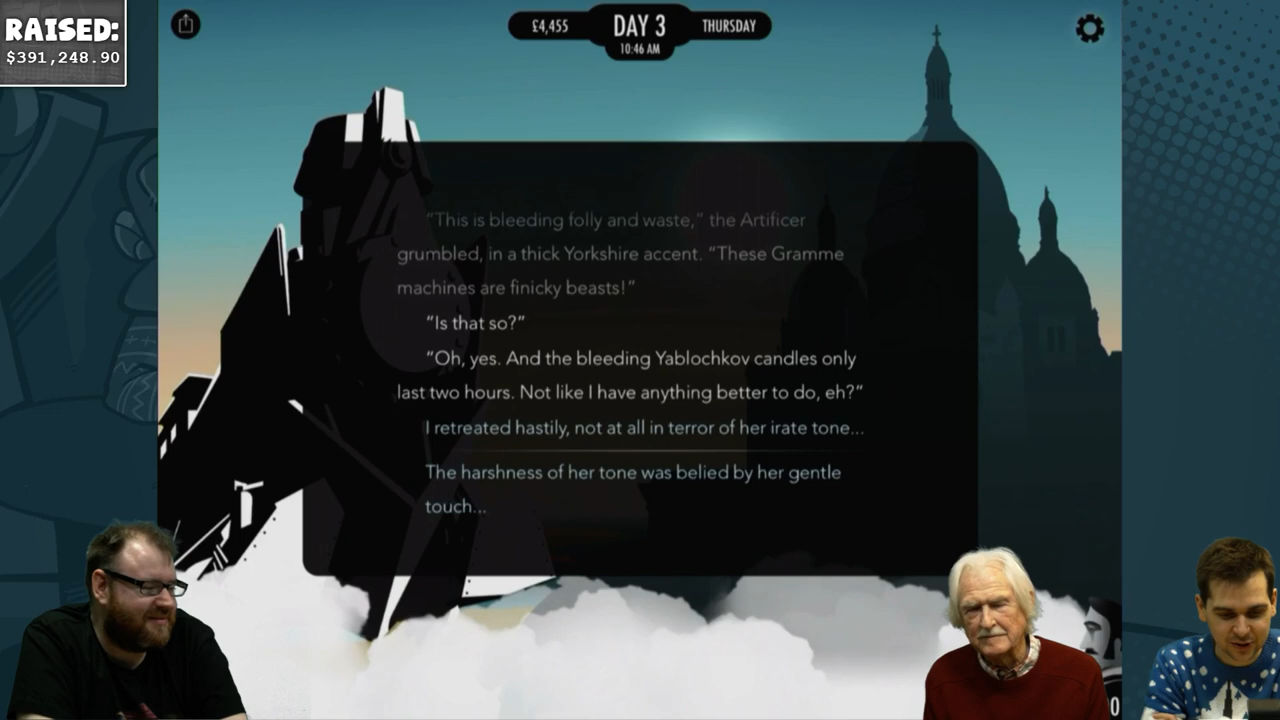 RAISED:
$391,248.90
£4,455
DAY 3
THURSDAY
10:46 AM
“This is bleeding folly and waste,” the Artificer
grumbled, in a thick Yorkshire accent. “These Gramme
machines are finicky beasts!”
“Is that so?”
“Oh, yes. And the bleeding Yablochkov candles only
last two hours. Not like I have anything better to do, eh?”
I retreated hastily, not at all in terror of her irate tone...
The harshness of her tone was belied by her gentle
touch...